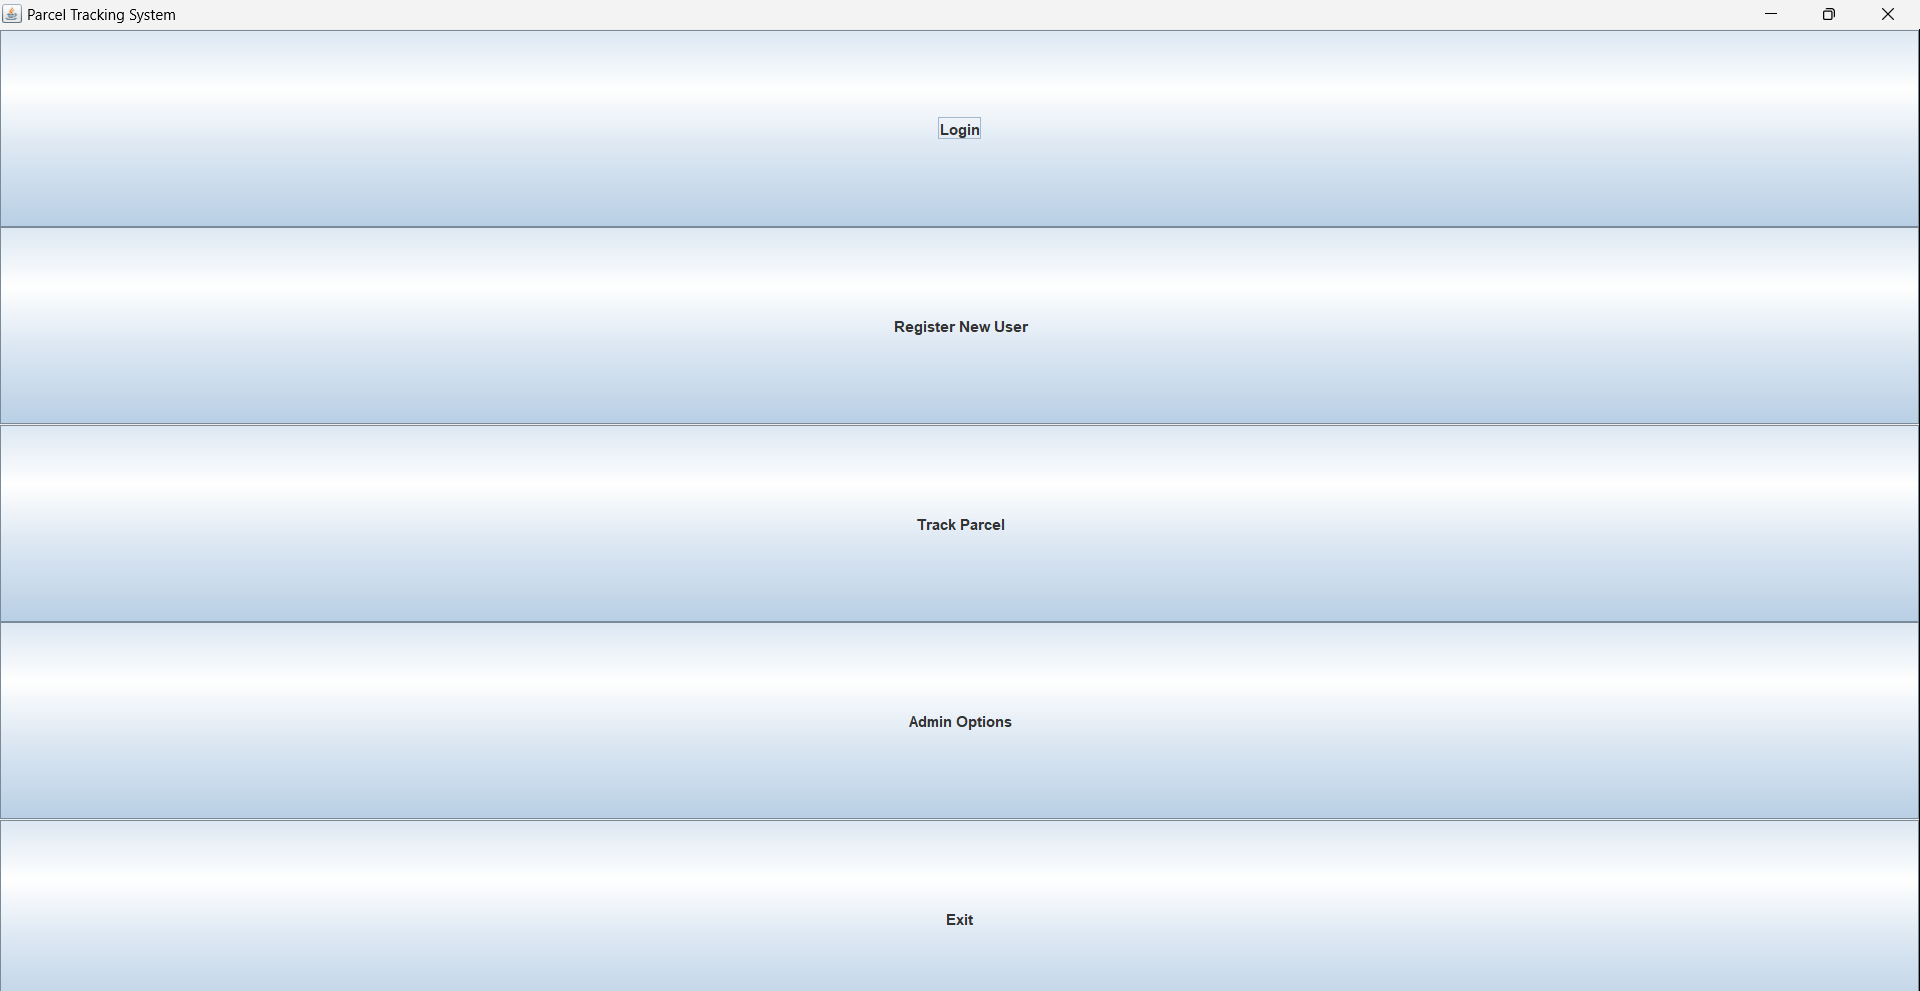 Parcel Tracking System
Login
Register New User
Track Parcel
Admin Options
Exit